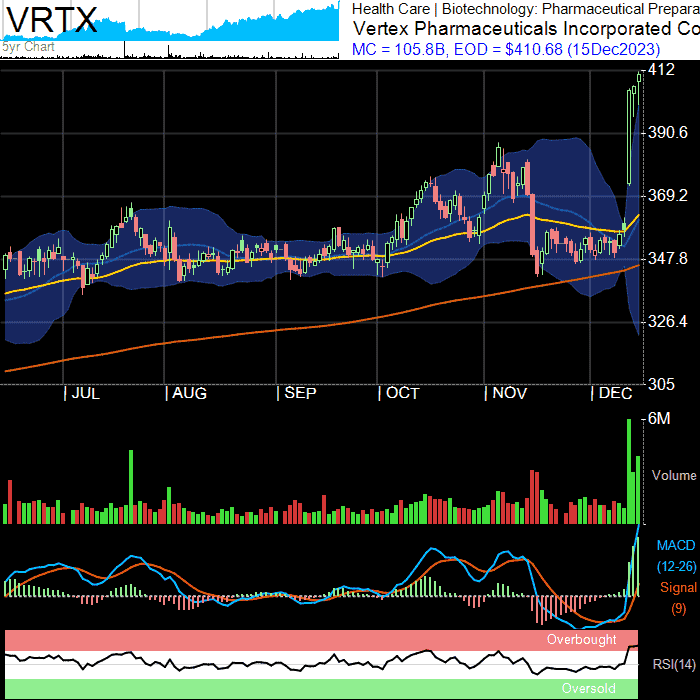 VRTX
5yr Chart
Health Care | Biotechnology: Pharmaceutical Prepara
Vertex Pharmaceuticals Incorporated Co
MC = 105.8B, EOD = $410.68 (15Dec2023)
412
390.6
369.2
347.8
326.4
305
| JUL | AUG | SEP | OCT | NOV | DEC
6M
Volume
MACD
(12-26)
Signal
(9)
Overbought
RSI(14)
Oversold